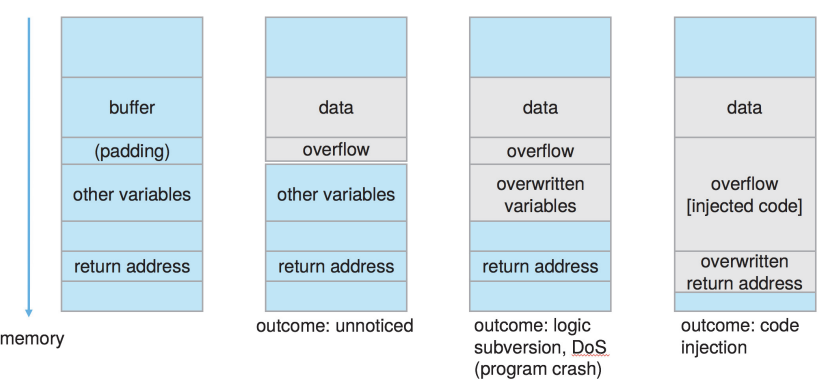 buffer
(padding)
other variables
return address
memory
data
overflow
other variables
return address
outcome: unnoticed
data
overflow
overwritten
variables
return address
outcome: logic
subversion, DoS
(program crash)
data
overflow
[injected code]
overwritten
return address
outcome: code
injection